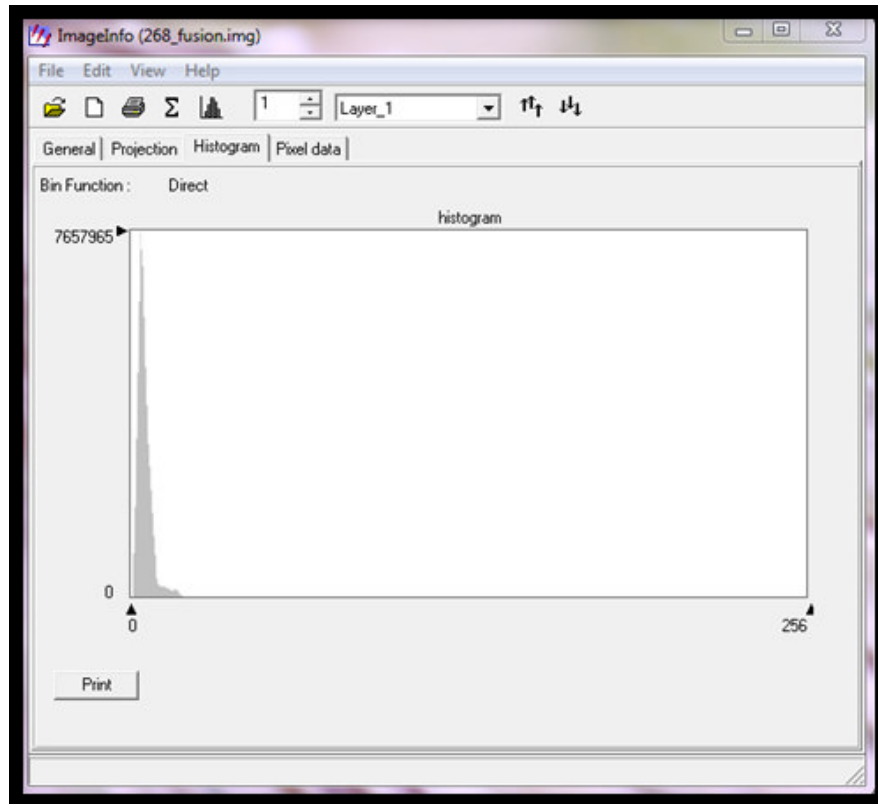 ImageInfo (268_fusion.img)
File Edit View Help
Σ 1 Layer_1
General Projection Histogram Pixel data
Bin Function : Direct
histogram
7657965
0
0 256
Print